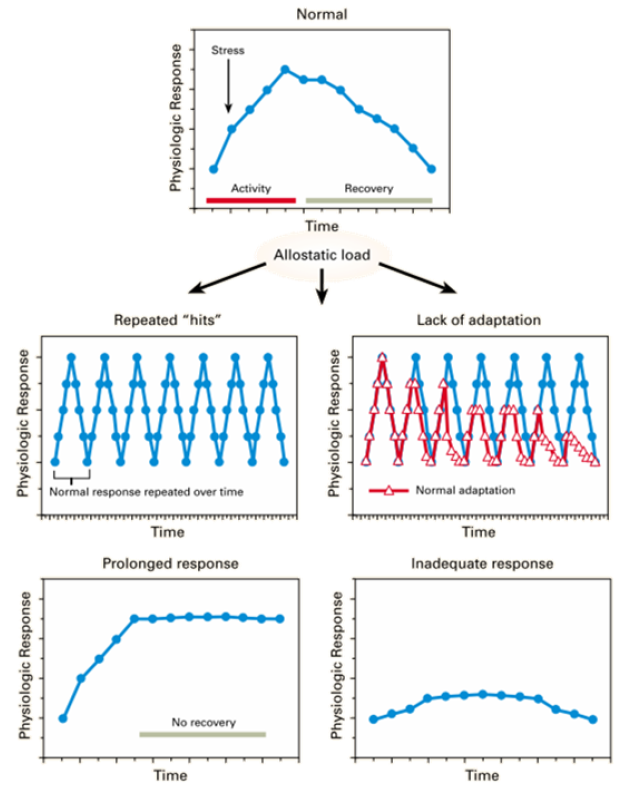 Normal
Physiologic Response
Stress
Activity
Recovery
Time
Allostatic load
Repeated “hits”
Physiologic Response
Normal response repeated over time
Time
Lack of adaptation
Physiologic Response
Normal adaptation
Time
Prolonged response
Physiologic Response
No recovery
Time
Inadequate response
Physiologic Response
Time